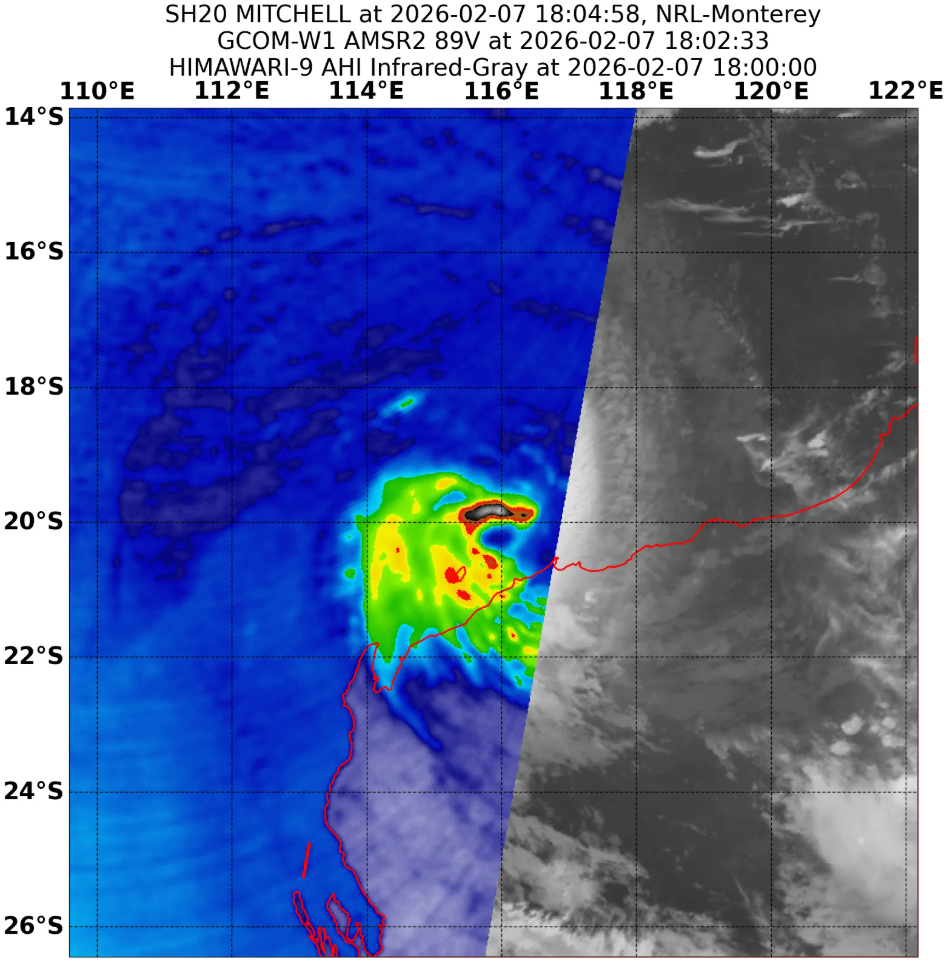 SH20 MITCHELL at 2026-02-07 18:04:58, NRL-Monterey
GCOM-W1 AMSR2 89V at 2026-02-07 18:02:33
HIMAWARI-9 AHI Infrared-Gray at 2026-02-07 18:00:00
110°E 112°E 114°E 116°E 118°E 120°E 122°E
14°S
16°S
18°S
20°S
22°S
24°S
26°S